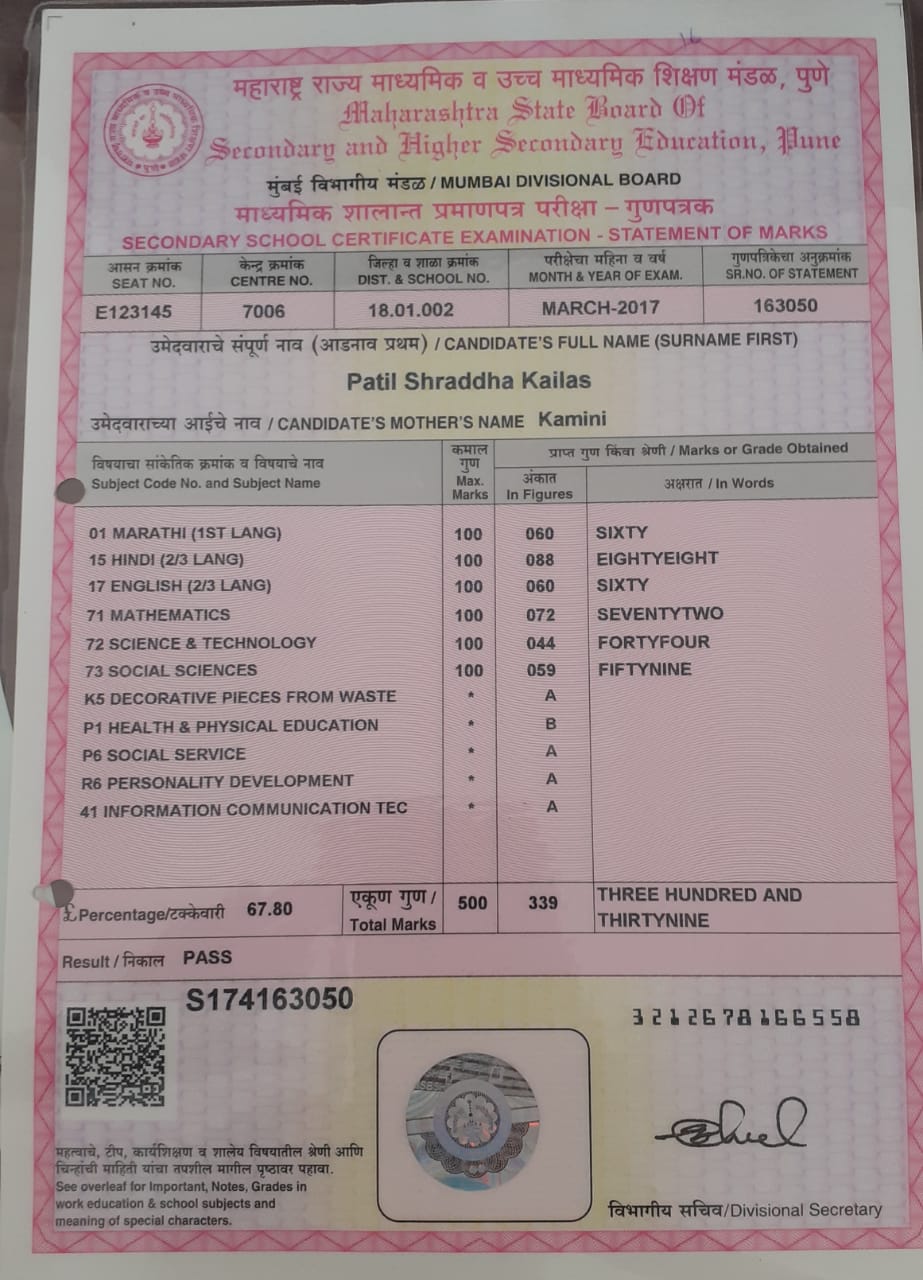 16
महाराष्ट्र राज्य माध्यमिक व उच्च माध्यमिक शिक्षण मंडळ, पुणे
Maharashtra State Board Of
Secondary and Higher Secondary Education, Pune
मुंबई विभागीय मंडळ / MUMBAI DIVISIONAL BOARD
माध्यमिक शालान्त प्रमाणपत्र परीक्षा – गुणपत्रक
SECONDARY SCHOOL CERTIFICATE EXAMINATION - STATEMENT OF MARKS
आसन क्रमांक केन्द्र क्रमांक जिल्हा व शाळा क्रमांक परीक्षेचा महिना व वर्ष गुणपत्रिकेचा अनुक्रमांक
SEAT NO. CENTRE NO. DIST. & SCHOOL NO. MONTH & YEAR OF EXAM. SR.NO. OF STATEMENT
E123145 7006 18.01.002 MARCH-2017 163050
उमेदवाराचे संपूर्ण नाव (आडनाव प्रथम) / CANDIDATE'S FULL NAME (SURNAME FIRST)
Patil Shraddha Kailas
उमेदवाराच्या आईचे नाव / CANDIDATE'S MOTHER'S NAME Kamini
विषयाचा सांकेतिक क्रमांक व विषयाचे नाव
Subject Code No. and Subject Name
कमाल
गुण
Max.
Marks
प्राप्त गुण किंवा श्रेणी / Marks or Grade Obtained
अंकात
In Figures
अक्षरात / In Words
01 MARATHI (1ST LANG) 100 060 SIXTY
15 HINDI (2/3 LANG) 100 088 EIGHTYEIGHT
17 ENGLISH (2/3 LANG) 100 060 SIXTY
71 MATHEMATICS 100 072 SEVENTYTWO
72 SCIENCE & TECHNOLOGY 100 044 FORTYFOUR
73 SOCIAL SCIENCES 100 059 FIFTYNINE
K5 DECORATIVE PIECES FROM WASTE * A
P1 HEALTH & PHYSICAL EDUCATION * B
P6 SOCIAL SERVICE * A
R6 PERSONALITY DEVELOPMENT * A
41 INFORMATION COMMUNICATION TEC * A
£ Percentage/टक्केवारी 67.80
एकूण गुण /
Total Marks
500 339
THREE HUNDRED AND
THIRTYNINE
Result / निकाल PASS
S174163050
3212678166558
महत्वाचे, टीप, कार्यशिक्षण व शालेय विषयातील श्रेणी आणि
चिन्हांची माहिती यांचा तपशील मागील पृष्ठावर पहावा.
See overleaf for Important, Notes, Grades in
work education & school subjects and
meaning of special characters.
विभागीय सचिव/Divisional Secretary